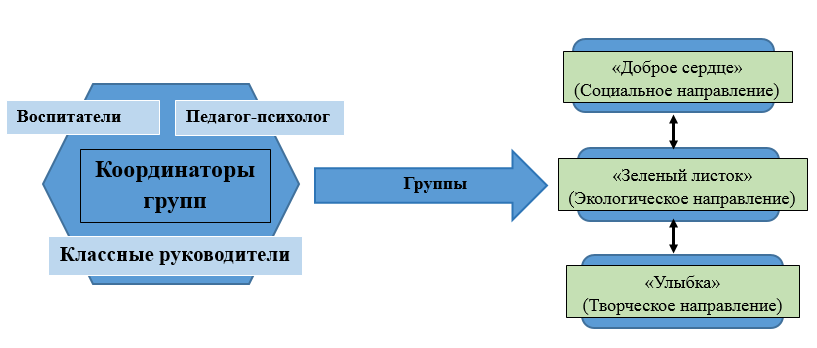 Воспитатели
Педагог-психолог
Координаторы
групп
Классные руководители
Группы
«Доброе сердце»
(Социальное направление)
«Зеленый листок»
(Экологическое направление)
«Улыбка»
(Творческое направление)